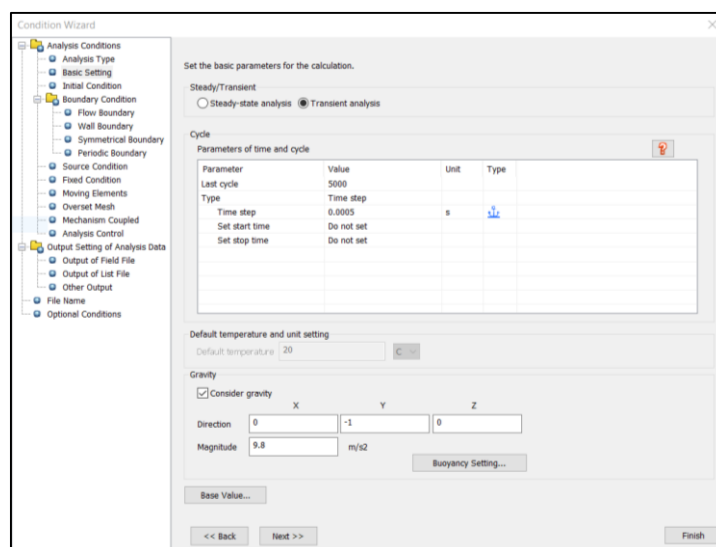 Condition Wizard
Analysis Conditions
Analysis Type
Basic Setting
Initial Condition
Boundary Condition
Flow Boundary
Wall Boundary
Symmetrical Boundary
Periodic Boundary
Source Condition
Fixed Condition
Moving Elements
Overset Mesh
Mechanism Coupled
Analysis Control
Output Setting of Analysis Data
Output of Field File
Output of List File
Other Output
File Name
Optional Conditions
Set the basic parameters for the calculation.
Steady/Transient
Steady-state analysis Transient analysis
Cycle
Parameters of time and cycle ?
Parameter Value Unit Type
Last cycle 5000
Type Time step
Time step 0.0005 s
Set start time Do not set
Set stop time Do not set
Default temperature and unit setting
Default temperature 20 C
Gravity
Consider gravity
X Y Z
Direction 0 -1 0
Magnitude 9.8 m/s2
Buoyancy Setting...
Base Value...
<< Back Next >> Finish